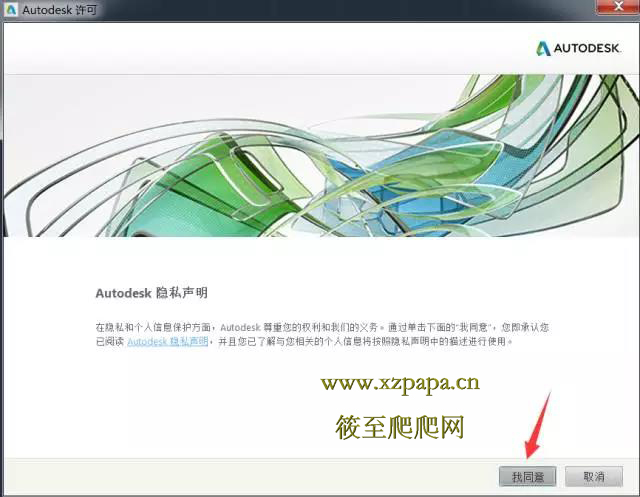 Autodesk 许可
AUTODESK.
Autodesk 隐私声明
在隐私和个人信息保护方面，Autodesk 尊重您的权利和我们的义务。通过单击下面的"我同意"，您即承认您
已阅读 Autodesk 隐私声明，并且您已了解与您相关的个人信息将按照隐私声明中的描述进行使用。
www.xzpapa.cn
筱至爬爬网
我同意
取消